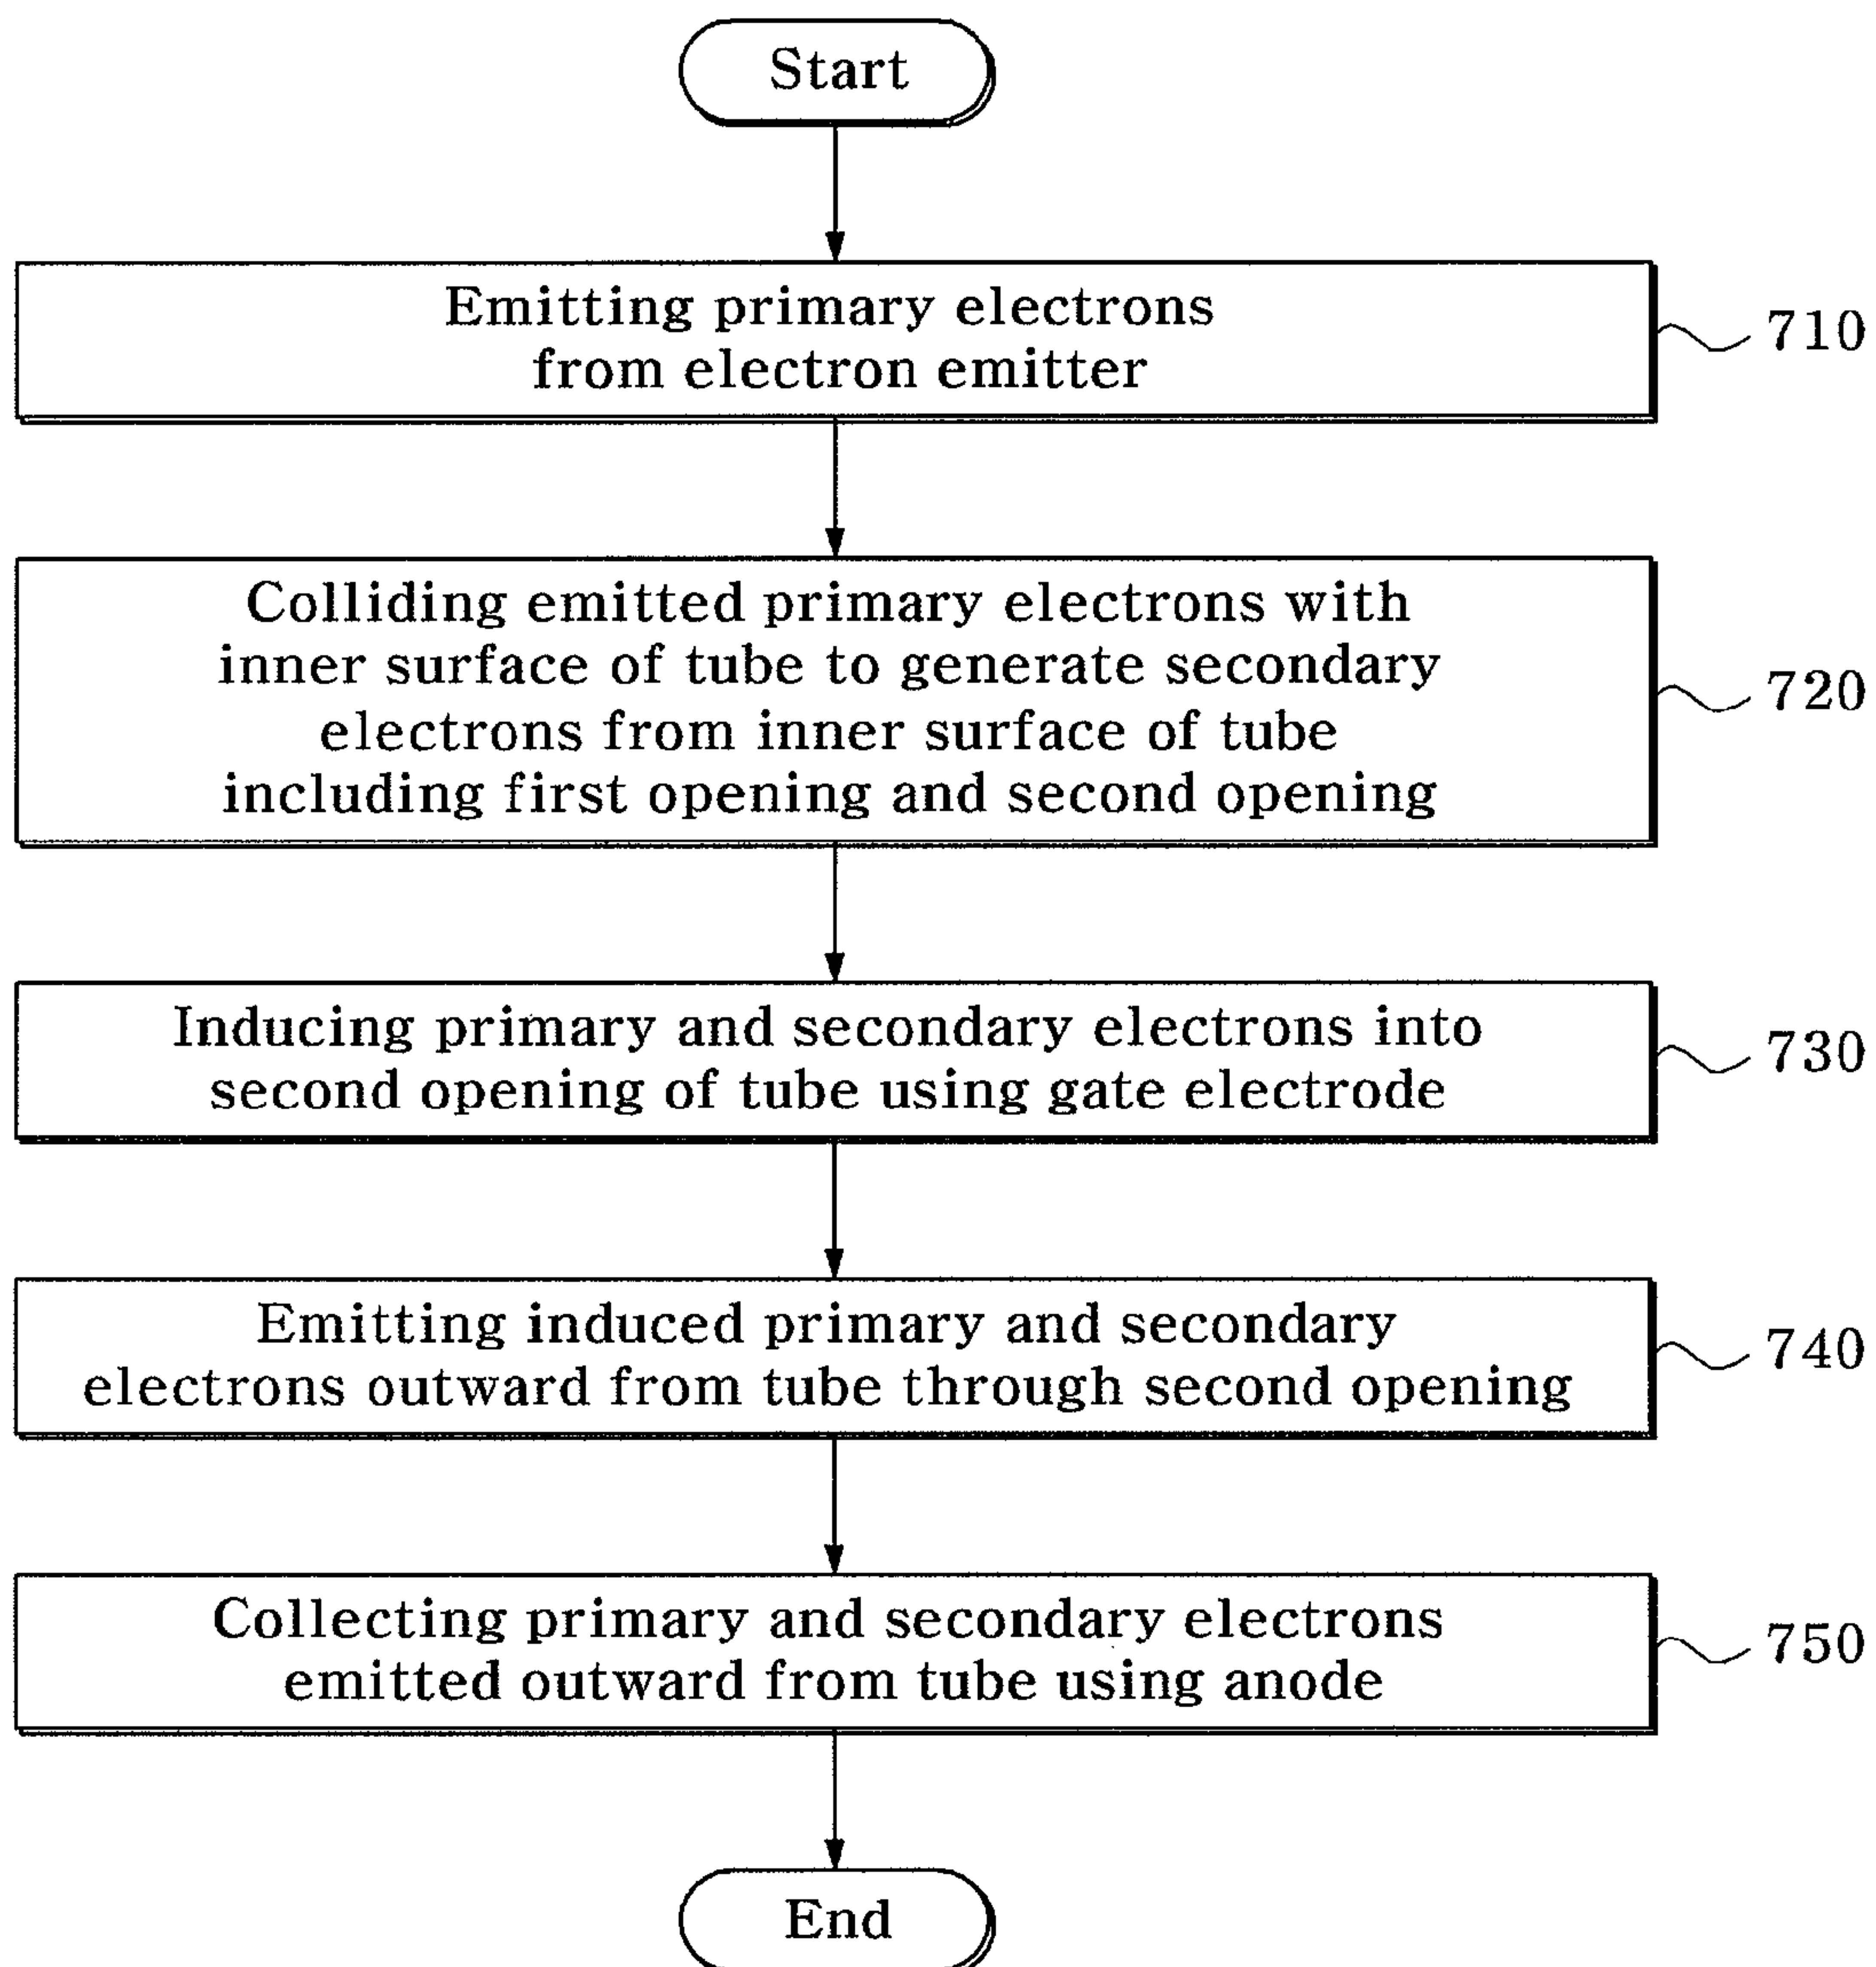 Start
Emitting primary electrons
from electron emitter
710
Colliding emitted primary electrons with
inner surface of tube to generate secondary
electrons from inner surface of tube
including first opening and second opening
720
Inducing primary and secondary electrons into
second opening of tube using gate electrode
730
Emitting induced primary and secondary
electrons outward from tube through second opening
740
Collecting primary and secondary electrons
emitted outward from tube using anode
750
End